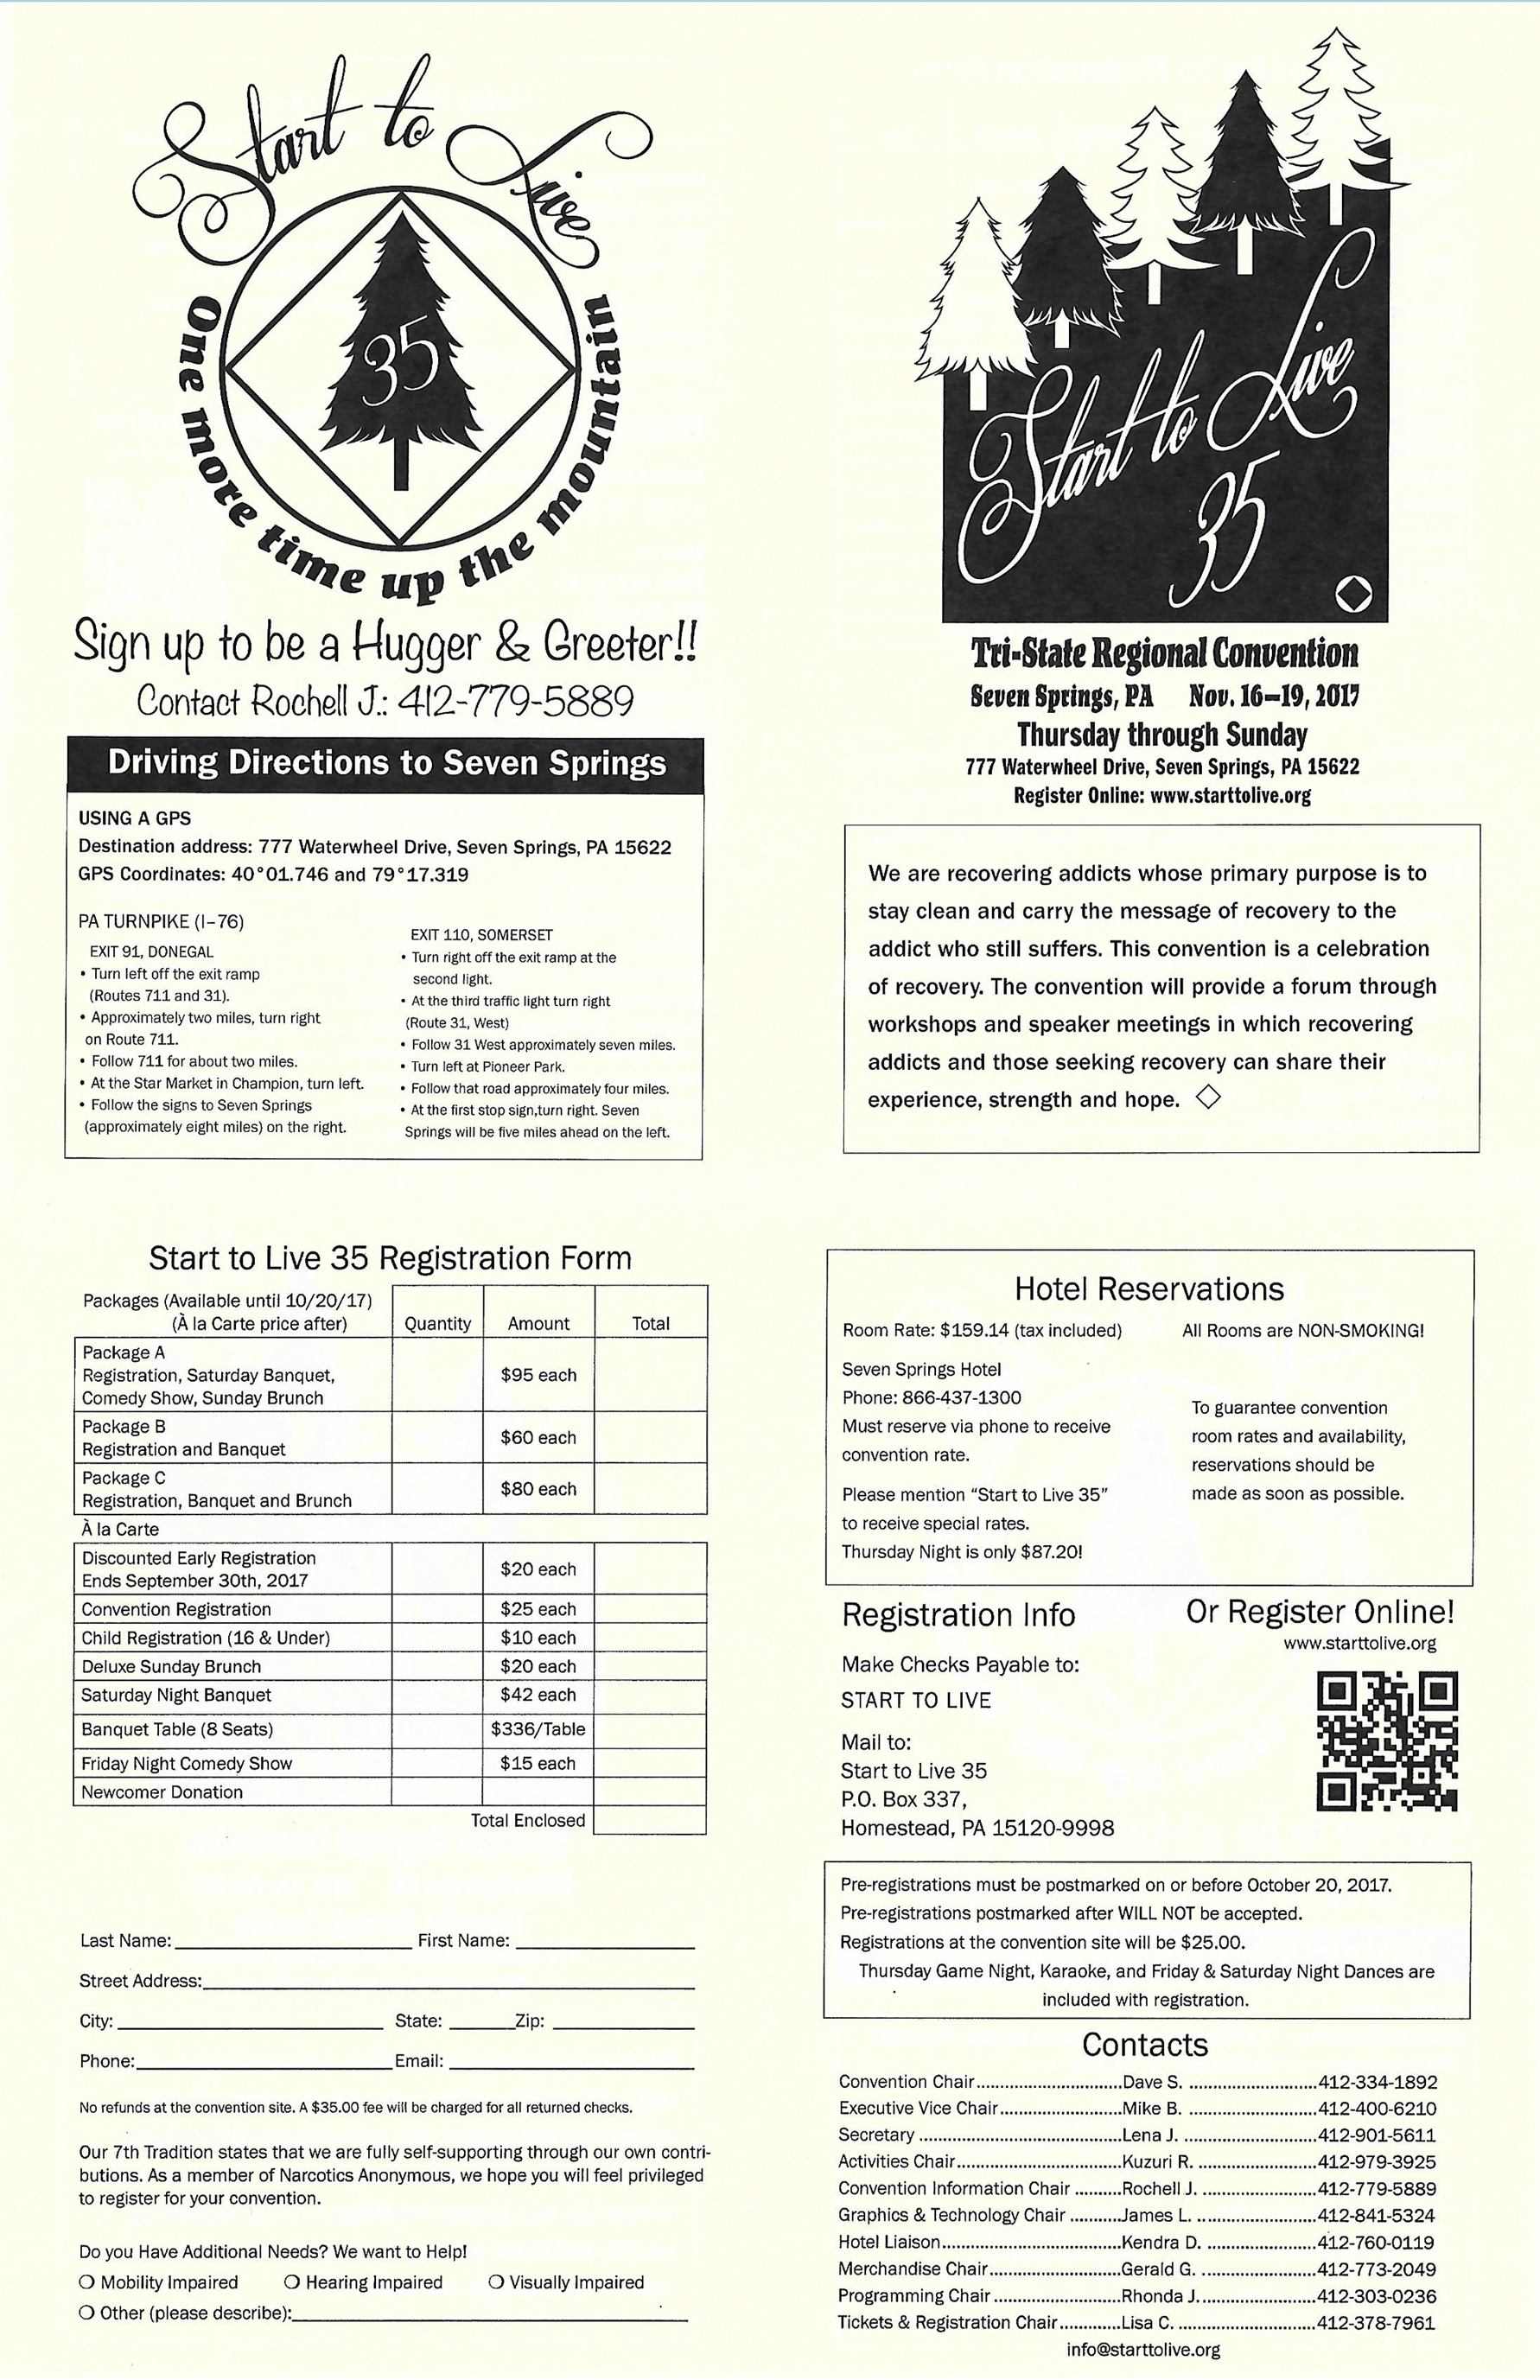 Start to Live
35
One more time up the mountain
Sign up to be a Hugger & Greeter!!
Contact Rochell J.: 412-779-5889
Driving Directions to Seven Springs
USING A GPS
Destination address: 777 Waterwheel Drive, Seven Springs, PA 15622
GPS Coordinates: 40°01.746 and 79°17.319
PA TURNPIKE (I-76)
EXIT 91, DONEGAL
• Turn left off the exit ramp
(Routes 711 and 31).
• Approximately two miles, turn right
on Route 711.
• Follow 711 for about two miles.
• At the Star Market in Champion, turn left.
• Follow the signs to Seven Springs
(approximately eight miles) on the right.
EXIT 110, SOMERSET
• Turn right off the exit ramp at the
second light.
• At the third traffic light turn right
(Route 31, West)
• Follow 31 West approximately seven miles.
• Turn left at Pioneer Park.
• Follow that road approximately four miles.
• At the first stop sign,turn right. Seven
Springs will be five miles ahead on the left.
Start to Live
35
Tri-State Regional Convention
Seven Springs, PA Nov. 16–19, 2017
Thursday through Sunday
777 Waterwheel Drive, Seven Springs, PA 15622
Register Online: www.starttolive.org
We are recovering addicts whose primary purpose is to
stay clean and carry the message of recovery to the
addict who still suffers. This convention is a celebration
of recovery. The convention will provide a forum through
workshops and speaker meetings in which recovering
addicts and those seeking recovery can share their
experience, strength and hope.
Start to Live 35 Registration Form
Packages (Available until 10/20/17)
(À la Carte price after) Quantity Amount Total
Package A
Registration, Saturday Banquet, $95 each
Comedy Show, Sunday Brunch
Package B
Registration and Banquet $60 each
Package C
Registration, Banquet and Brunch $80 each
À la Carte
Discounted Early Registration
Ends September 30th, 2017 $20 each
Convention Registration $25 each
Child Registration (16 & Under) $10 each
Deluxe Sunday Brunch $20 each
Saturday Night Banquet $42 each
Banquet Table (8 Seats) $336/Table
Friday Night Comedy Show $15 each
Newcomer Donation
Total Enclosed
Last Name: First Name:
Street Address:
City: State: Zip:
Phone: Email:
No refunds at the convention site. A $35.00 fee will be charged for all returned checks.
Our 7th Tradition states that we are fully self-supporting through our own contri-
butions. As a member of Narcotics Anonymous, we hope you will feel privileged
to register for your convention.
Do you Have Additional Needs? We want to Help!
Mobility Impaired Hearing Impaired Visually Impaired
Other (please describe):
Hotel Reservations
Room Rate: $159.14 (tax included) All Rooms are NON-SMOKING!
Seven Springs Hotel
Phone: 866-437-1300
Must reserve via phone to receive
convention rate.
Please mention “Start to Live 35”
to receive special rates.
Thursday Night is only $87.20!
To guarantee convention
room rates and availability,
reservations should be
made as soon as possible.
Registration Info
Make Checks Payable to:
START TO LIVE
Mail to:
Start to Live 35
P.O. Box 337,
Homestead, PA 15120-9998
Or Register Online!
www.starttolive.org
Pre-registrations must be postmarked on or before October 20, 2017.
Pre-registrations postmarked after WILL NOT be accepted.
Registrations at the convention site will be $25.00.
Thursday Game Night, Karaoke, and Friday & Saturday Night Dances are
included with registration.
Contacts
Convention Chair..............................Dave S. ...........................412-334-1892
Executive Vice Chair.........................Mike B. ...........................412-400-6210
Secretary ..........................................Lena J. ............................412-901-5611
Activities Chair..................................Kuzuri R. .........................412-979-3925
Convention Information Chair ..........Rochell J. ........................412-779-5889
Graphics & Technology Chair ...........James L. .........................412-841-5324
Hotel Liaison.....................................Kendra D. ........................412-760-0119
Merchandise Chair...........................Gerald G. ........................412-773-2049
Programming Chair ..........................Rhonda J.........................412-303-0236
Tickets & Registration Chair.............Lisa C. .............................412-378-7961
info@starttolive.org